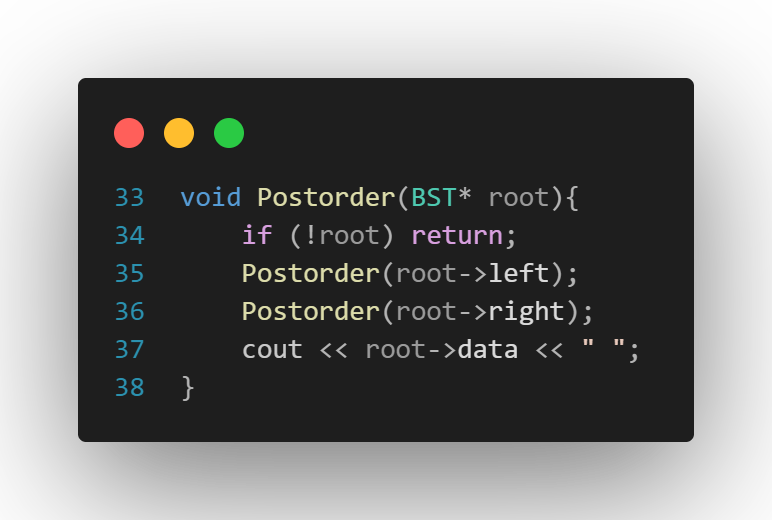 33 void Postorder(BST* root){
34     if (!root) return;
35     Postorder(root->left);
36     Postorder(root->right);
37     cout << root->data << " ";
38 }